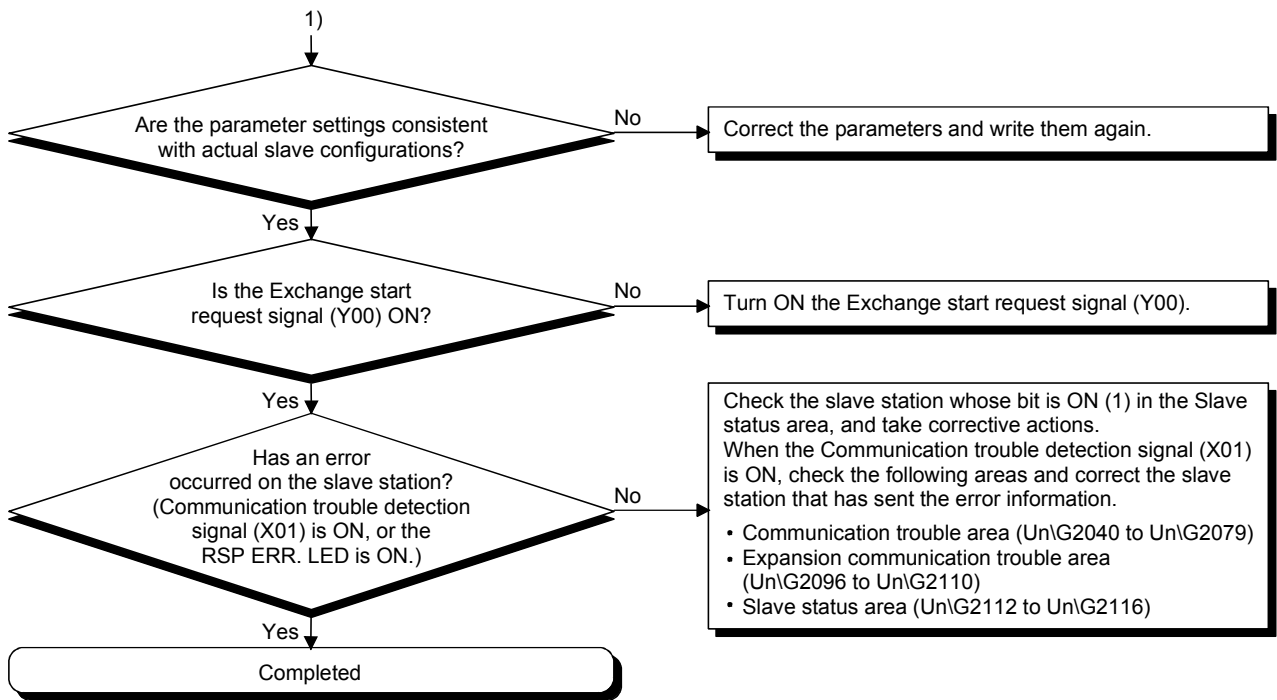 1)
Are the parameter settings consistent
with actual slave configurations?
No
Correct the parameters and write them again.
Yes
Is the Exchange start
request signal (Y00) ON?
No
Turn ON the Exchange start request signal (Y00).
Yes
Has an error
occurred on the slave station?
(Communication trouble detection
signal (X01) is ON, or the
RSP ERR. LED is ON.)
No
Check the slave station whose bit is ON (1) in the Slave
status area, and take corrective actions.
When the Communication trouble detection signal (X01)
is ON, check the following areas and correct the slave
station that has sent the error information.
• Communication trouble area (Un\G2040 to Un\G2079)
• Expansion communication trouble area
(Un\G2096 to Un\G2110)
• Slave status area (Un\G2112 to Un\G2116)
Yes
Completed